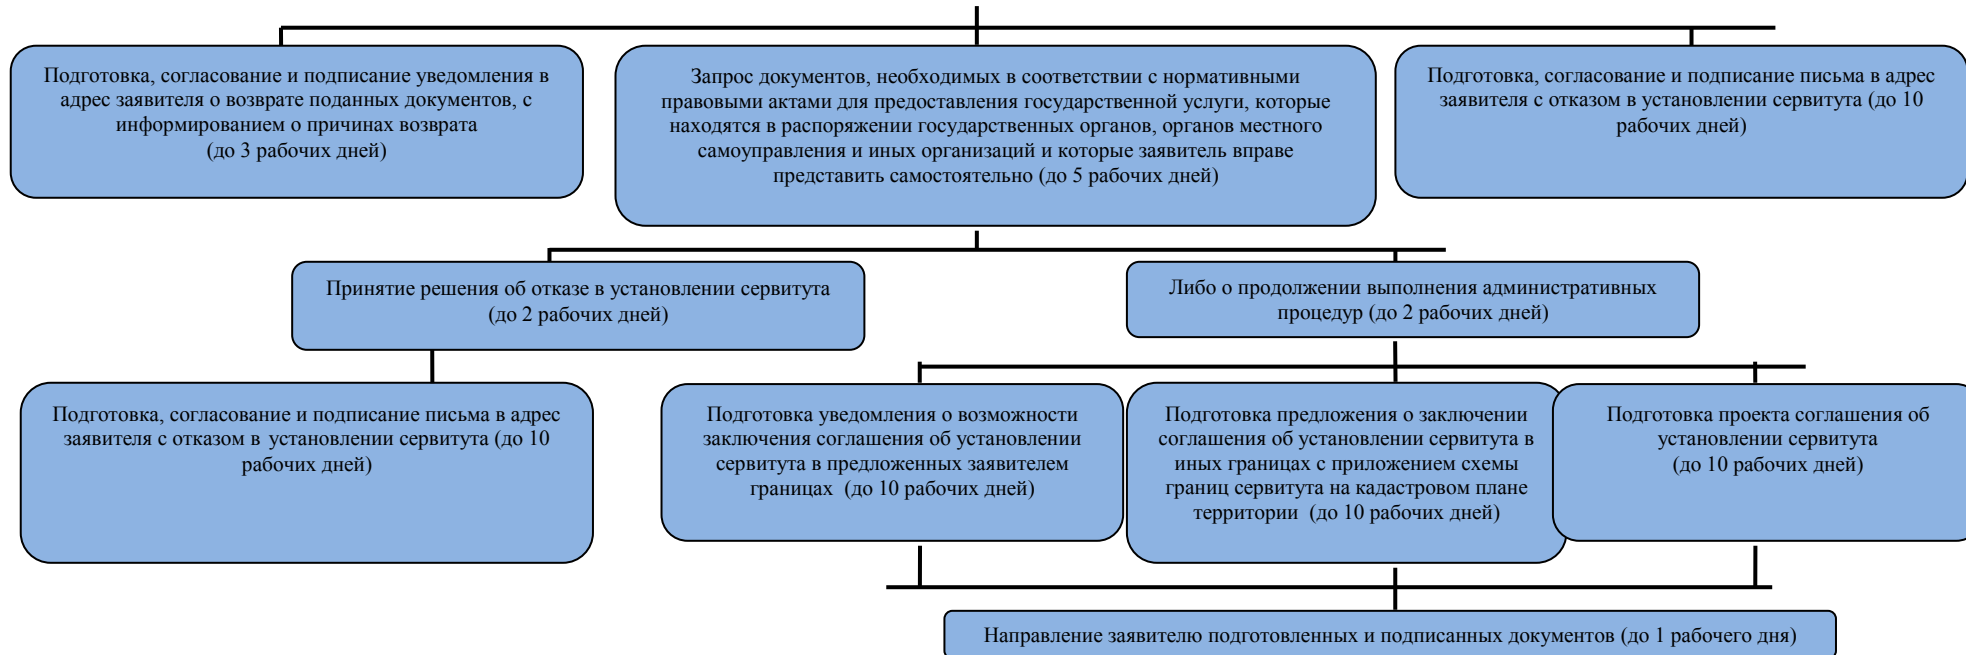 Подготовка, согласование и подписание уведомления в
адрес заявителя о возврате поданных документов, с
информированием о причинах возврата
(до 3 рабочих дней)
Запрос документов, необходимых в соответствии с нормативными
правовыми актами для предоставления государственной услуги, которые
находятся в распоряжении государственных органов, органов местного
самоуправления и иных организаций и которые заявитель вправе
представить самостоятельно (до 5 рабочих дней)
Подготовка, согласование и подписание письма в адрес
заявителя с отказом в установлении сервитута (до 10
рабочих дней)
Принятие решения об отказе в установлении сервитута
(до 2 рабочих дней)
Либо о продолжении выполнения административных
процедур (до 2 рабочих дней)
Подготовка, согласование и подписание письма в адрес
заявителя с отказом в установлении сервитута (до 10
рабочих дней)
Подготовка уведомления о возможности
заключения соглашения об установлении
сервитута в предложенных заявителем
границах (до 10 рабочих дней)
Подготовка предложения о заключении
соглашения об установлении сервитута в
иных границах с приложением схемы
границ сервитута на кадастровом плане
территории (до 10 рабочих дней)
Подготовка проекта соглашения об
установлении сервитута
(до 10 рабочих дней)
Направление заявителю подготовленных и подписанных документов (до 1 рабочего дня)